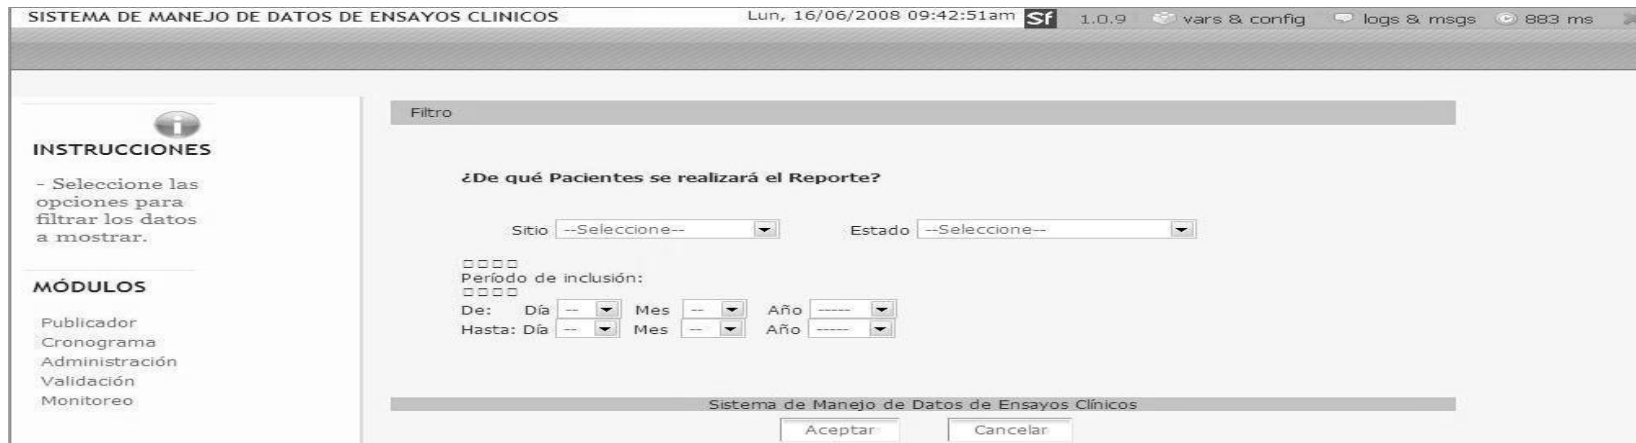 SISTEMA DE MANEJO DE DATOS DE ENSAYOS CLINICOS
Lun, 16/06/2008 09:42:51am Sf 1.0.9 vars & config logs & msgs 883 ms
INSTRUCCIONES
- Seleccione las
opciones para
filtrar los datos
a mostrar.
MÓDULOS
Publicador
Cronograma
Administración
Validación
Monitoreo
Filtro
¿De qué Pacientes se realizará el Reporte?
Sitio --Seleccione-- Estado --Seleccione--
□□□□
Período de inclusión:
□□□□
De: Día -- Mes -- Año -----
Hasta: Día -- Mes -- Año -----
Sistema de Manejo de Datos de Ensayos Clínicos
Aceptar Cancelar